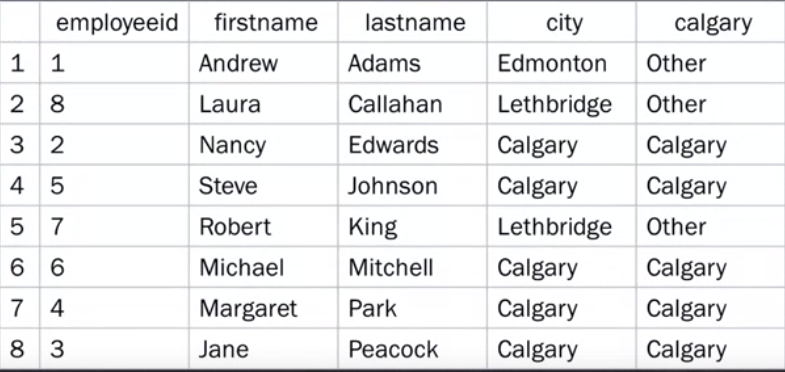 employeeid firstname lastname city calgary
1 1 Andrew Adams Edmonton Other
2 8 Laura Callahan Lethbridge Other
3 2 Nancy Edwards Calgary Calgary
4 5 Steve Johnson Calgary Calgary
5 7 Robert King Lethbridge Other
6 6 Michael Mitchell Calgary Calgary
7 4 Margaret Park Calgary Calgary
8 3 Jane Peacock Calgary Calgary